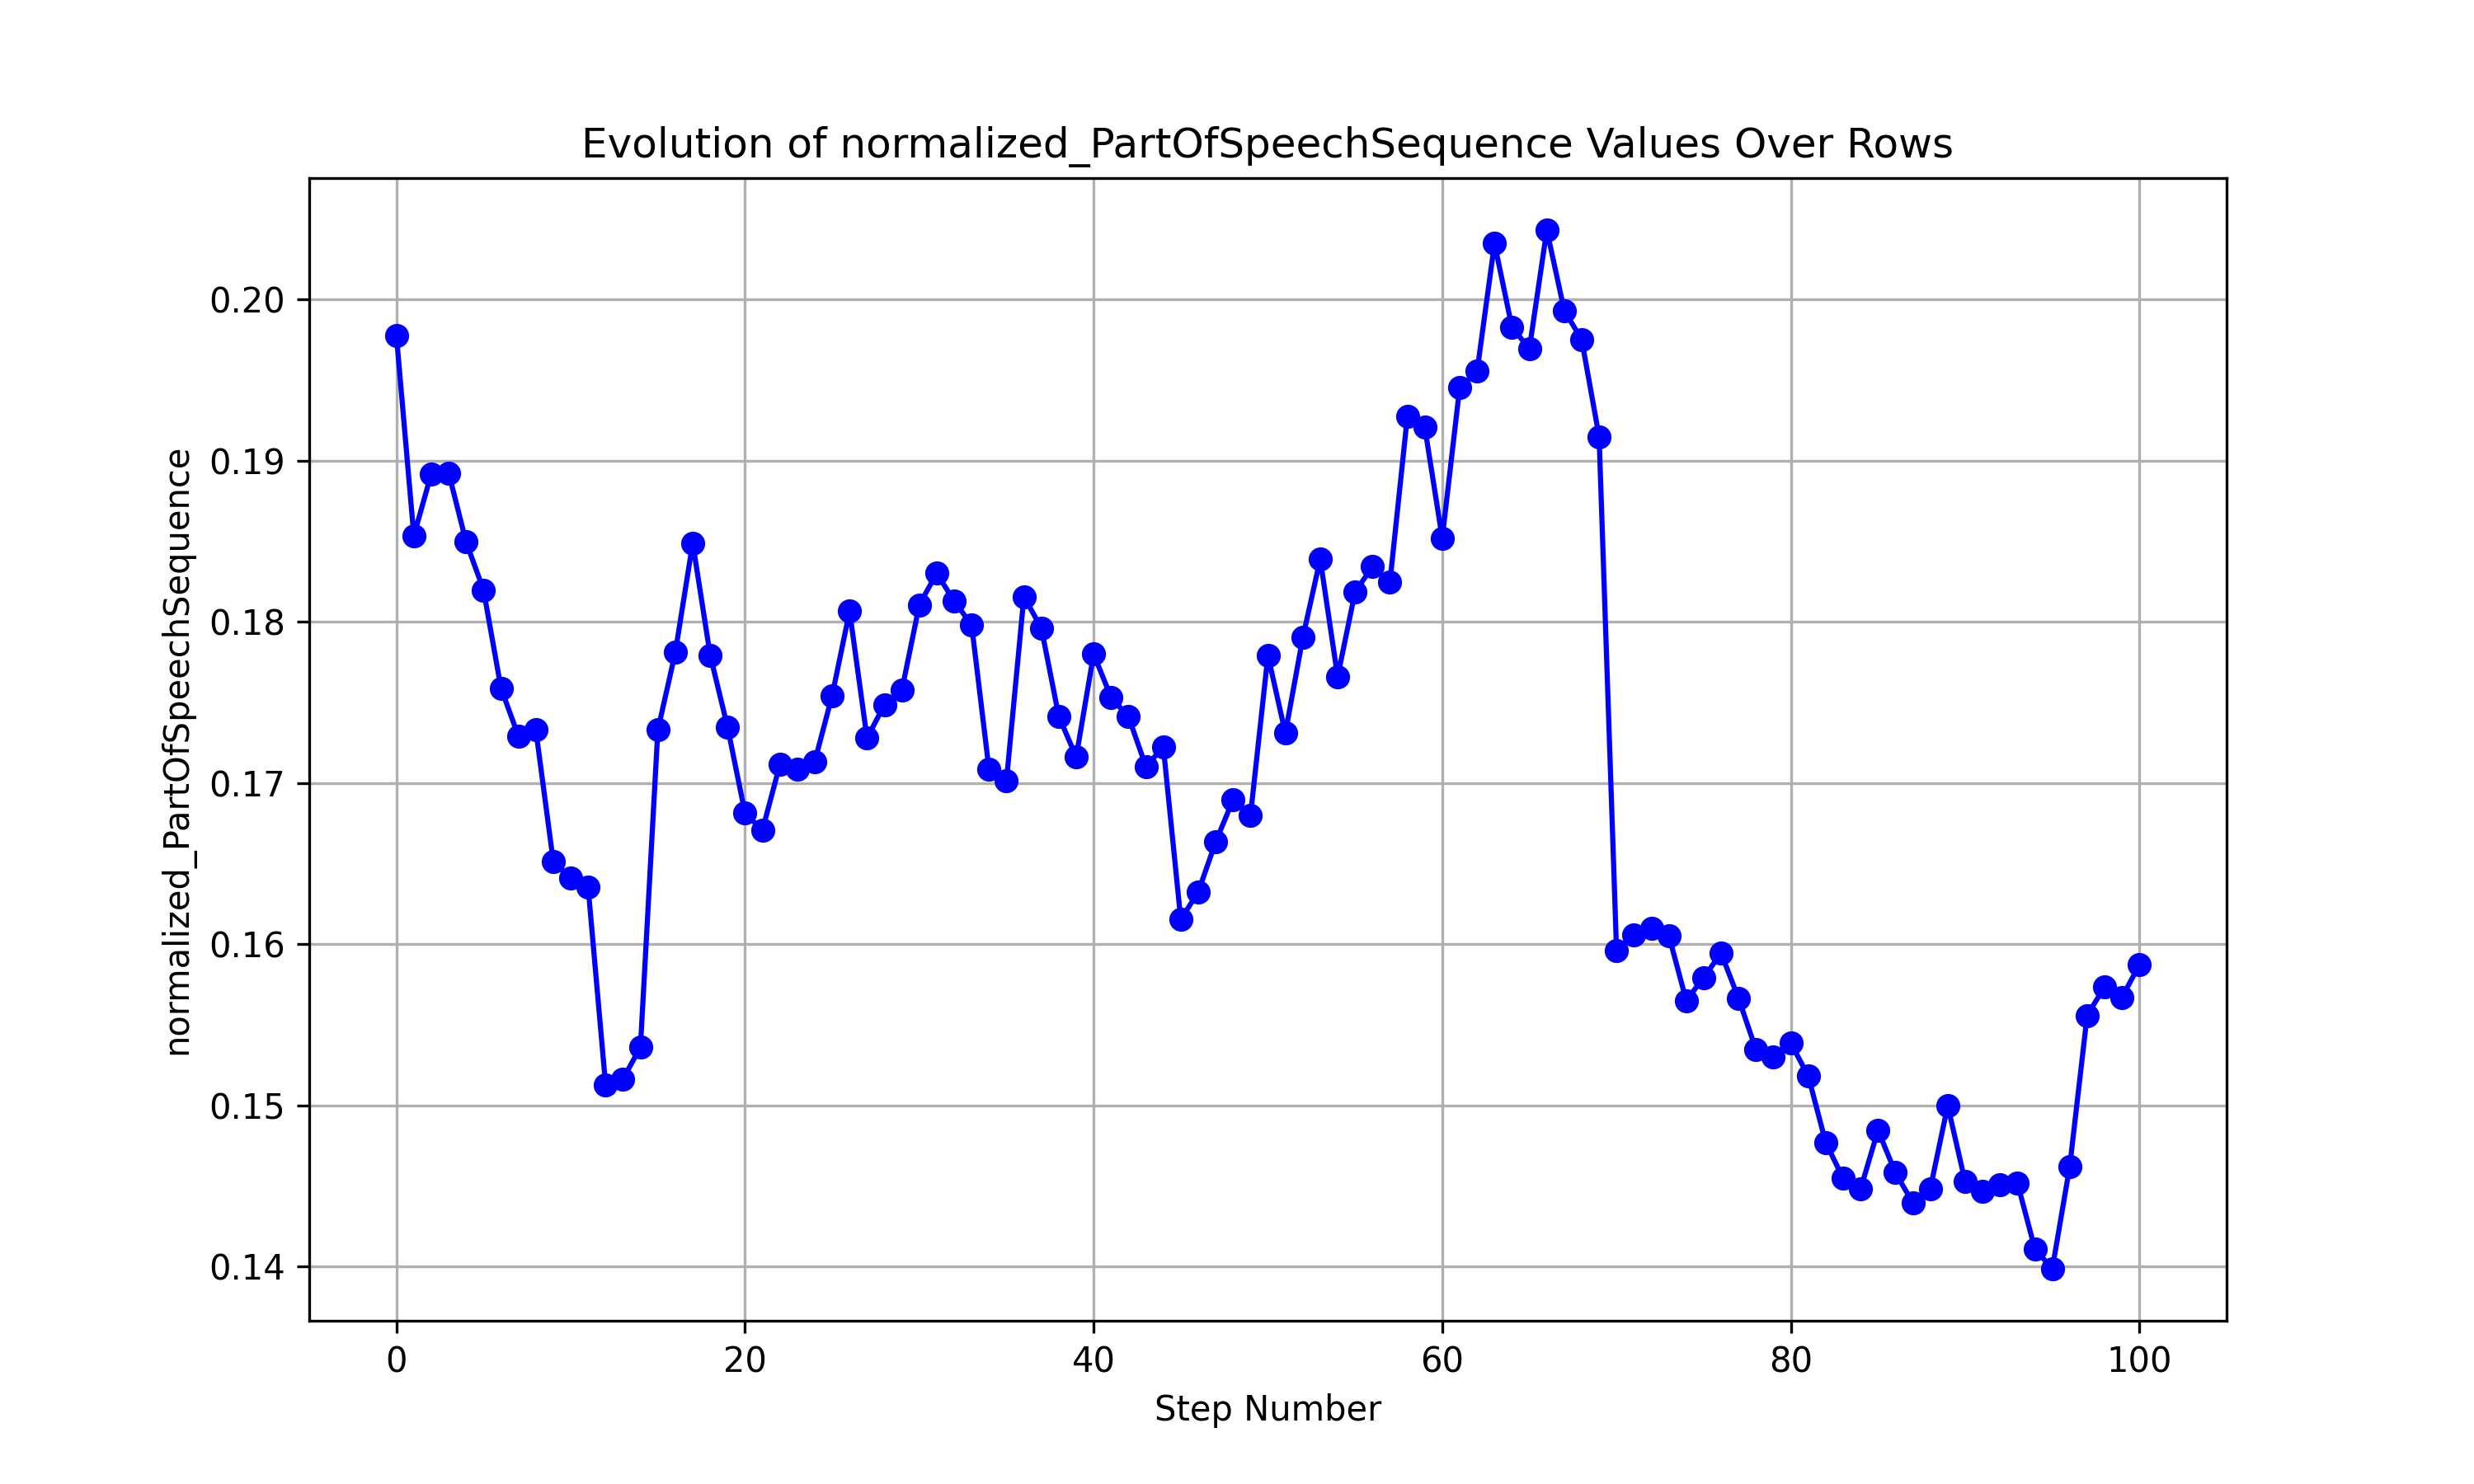 Evolution of normalized_PartOfSpeechSequence Values Over Rows
normalized_PartOfSpeechSequence
0.20
0.19
0.18
0.17
0.16
0.15
0.14
0 20 40 60 80 100
Step Number